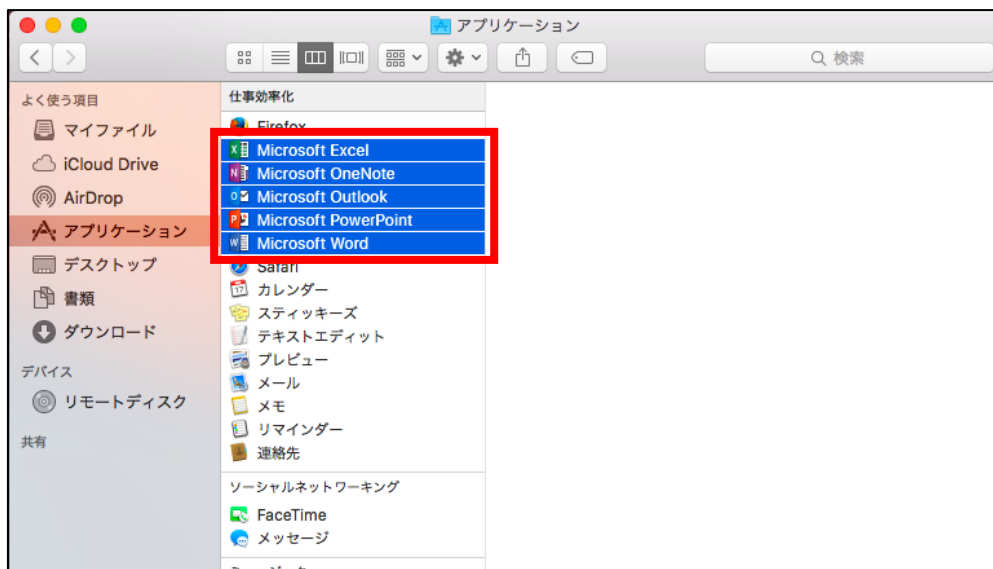 アプリケーション
検索
よく使う項目
マイファイル
iCloud Drive
AirDrop
アプリケーション
デスクトップ
書類
ダウンロード
デバイス
リモートディスク
共有
仕事効率化
Firefox
Microsoft Excel
Microsoft OneNote
Microsoft Outlook
Microsoft PowerPoint
Microsoft Word
Safari
カレンダー
17
スティッキーズ
テキストエディット
プレビュー
メール
メモ
リマインダー
連絡先
ソーシャルネットワーキング
FaceTime
メッセージ